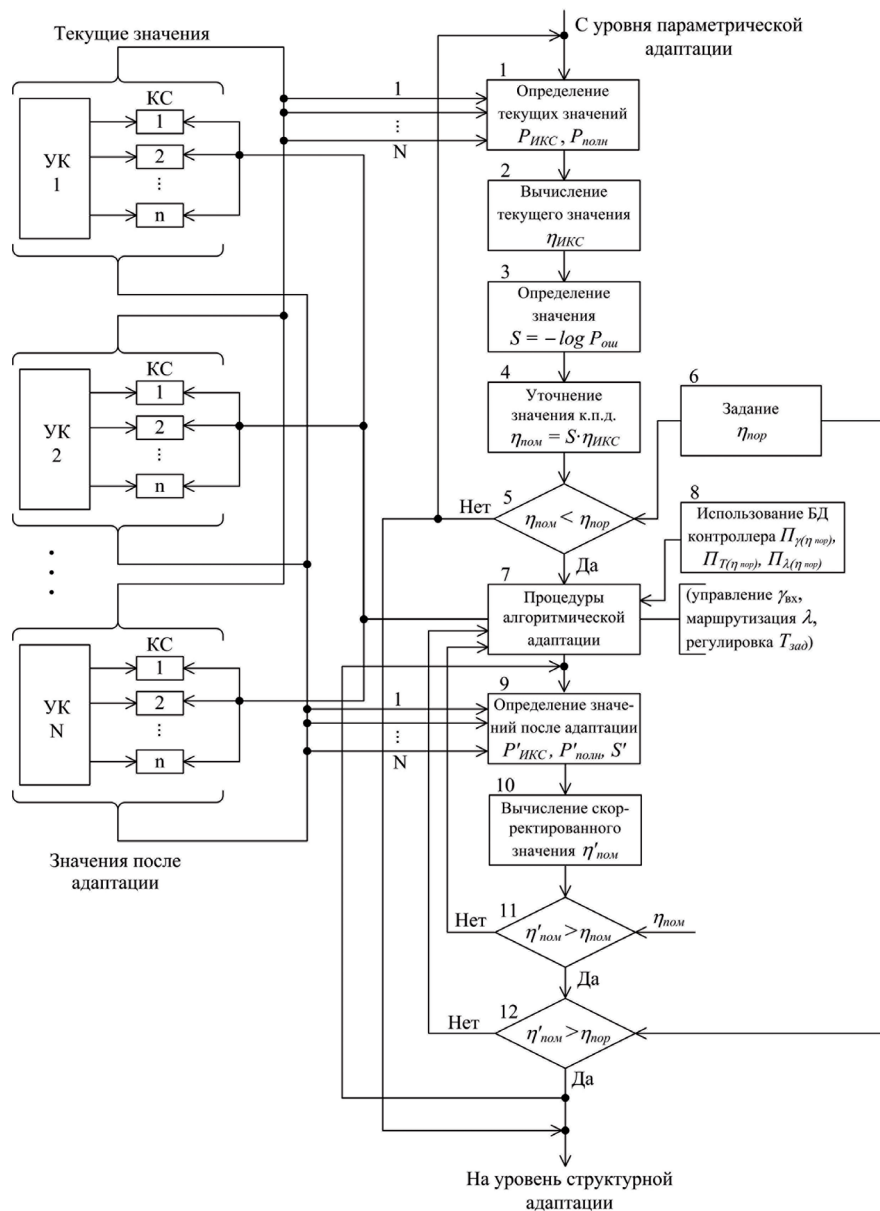 Текущие значения
КС
УК
1
1
2
⋮
n
КС
УК
2
1
2
⋮
n
• • •
КС
УК
N
1
2
⋮
n
Значения после
адаптации
С уровня параметрической
адаптации
1
⋮
N
1
Определение
текущих значений
P_ИКС, P_полн
2
Вычисление
текущего значения
η_ИКС
3
Определение
значения
S = −log P_ош
4
Уточнение
значения к.п.д.
η_пом = S·η_ИКС
6
Задание
η_пор
5
Нет
η_пом < η_пор
Да
8
Использование БД
контроллера П_γ(η пор),
П_T(η пор), П_λ(η пор)
7
Процедуры
алгоритмической
адаптации
(управление γ_вх,
маршрутизация λ,
регулировка T_зад)
1
⋮
N
9
Определение значе-
ний после адаптации
P'_ИКС, P'_полн, S'
10
Вычисление скор-
ректированного
значения η'_пом
11
Нет
η'_пом > η_пом
η_пом
Да
12
Нет
η'_пом > η_пор
Да
На уровень структурной
адаптации